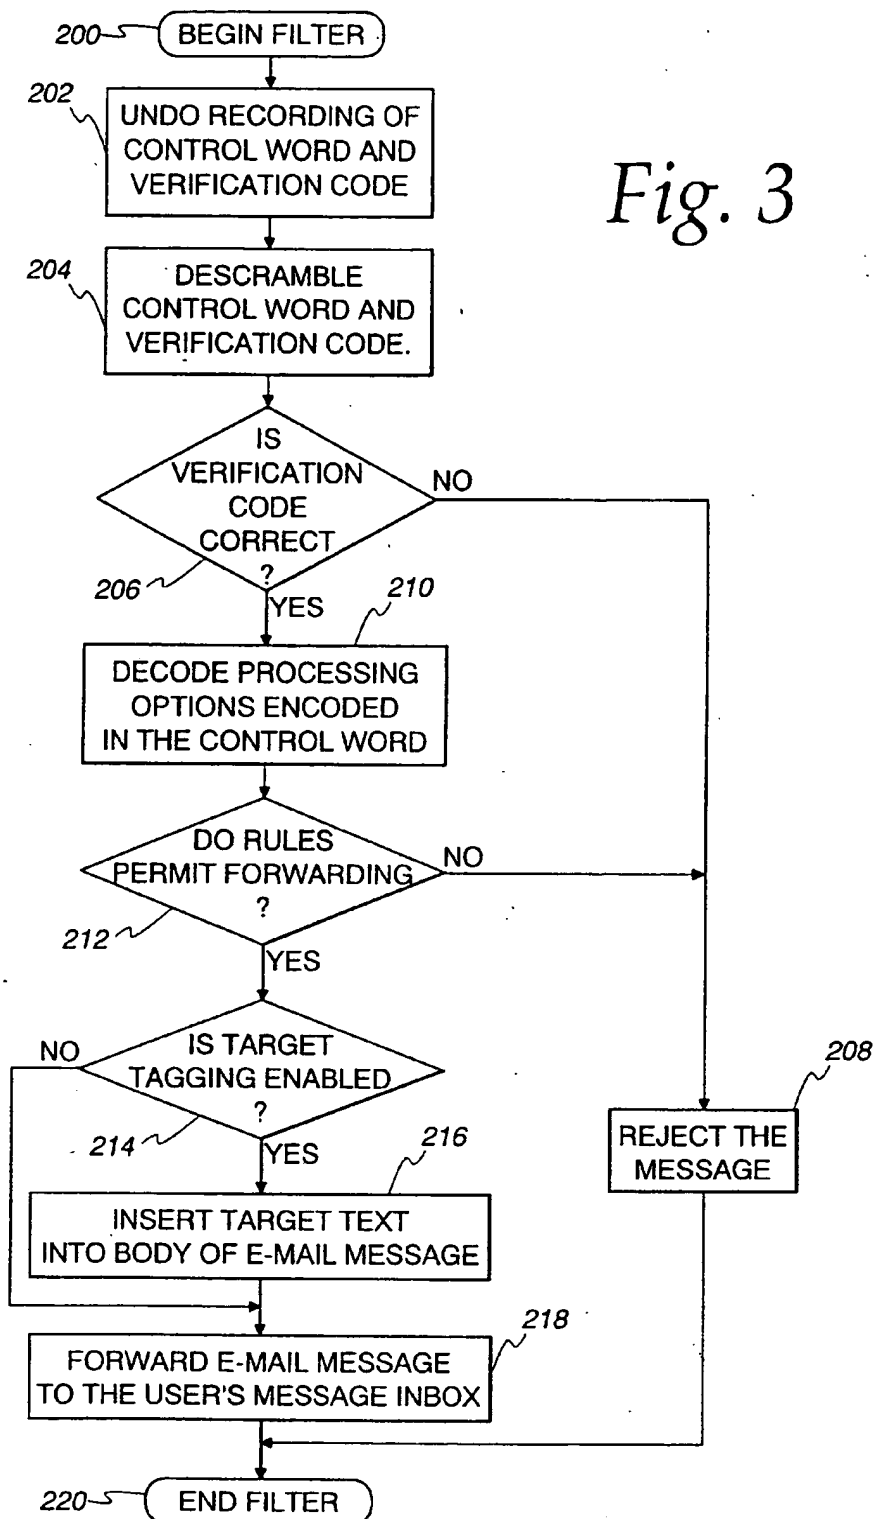 200
BEGIN FILTER
202
UNDO RECORDING OF
CONTROL WORD AND
VERIFICATION CODE
Fig. 3
204
DESCRAMBLE
CONTROL WORD AND
VERIFICATION CODE.
IS
VERIFICATION
CODE
CORRECT
?
NO
206
YES
210
DECODE PROCESSING
OPTIONS ENCODED
IN THE CONTROL WORD
DO RULES
PERMIT FORWARDING
?
NO
212
YES
NO
IS TARGET
TAGGING ENABLED
?
208
214
YES
216
REJECT THE
MESSAGE
INSERT TARGET TEXT
INTO BODY OF E-MAIL MESSAGE
218
FORWARD E-MAIL MESSAGE
TO THE USER'S MESSAGE INBOX
220
END FILTER